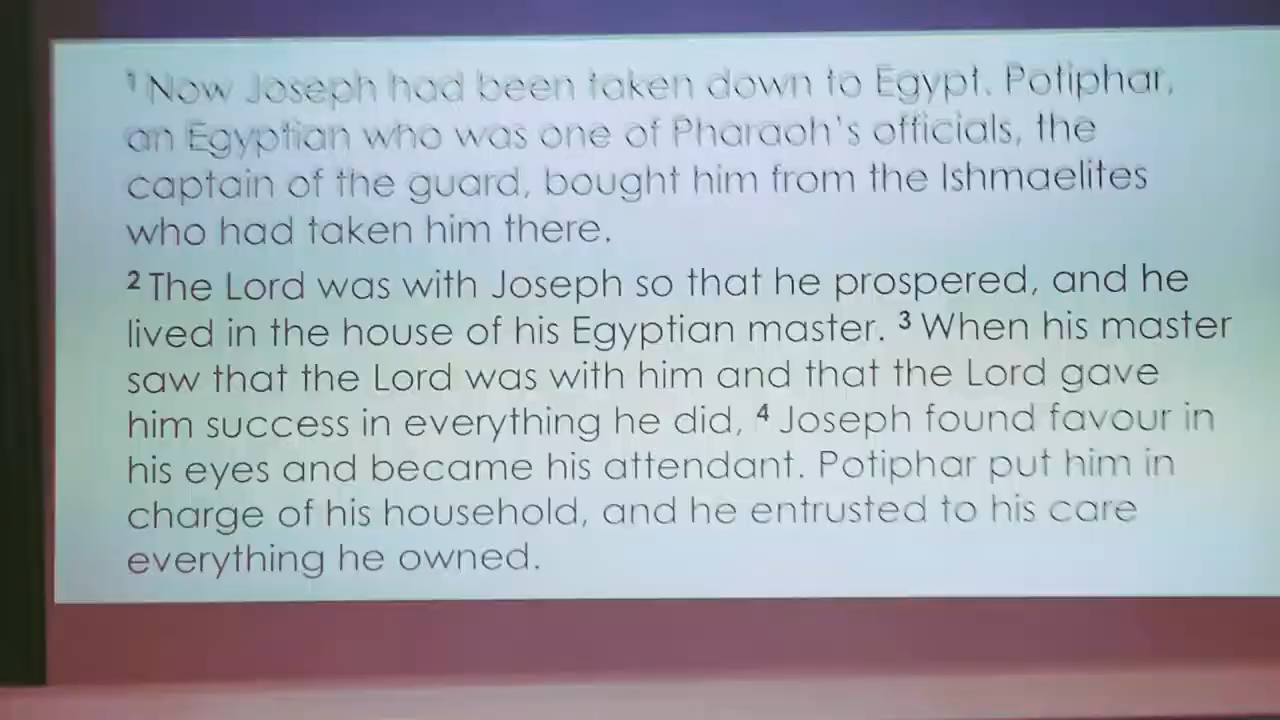 ¹ Now Joseph had been taken down to Egypt. Potiphar,
an Egyptian who was one of Pharaoh's officials, the
captain of the guard, bought him from the Ishmaelites
who had taken him there.
² The Lord was with Joseph so that he prospered, and he
lived in the house of his Egyptian master. ³ When his master
saw that the Lord was with him and that the Lord gave
him success in everything he did, ⁴ Joseph found favour in
his eyes and became his attendant. Potiphar put him in
charge of his household, and he entrusted to his care
everything he owned.